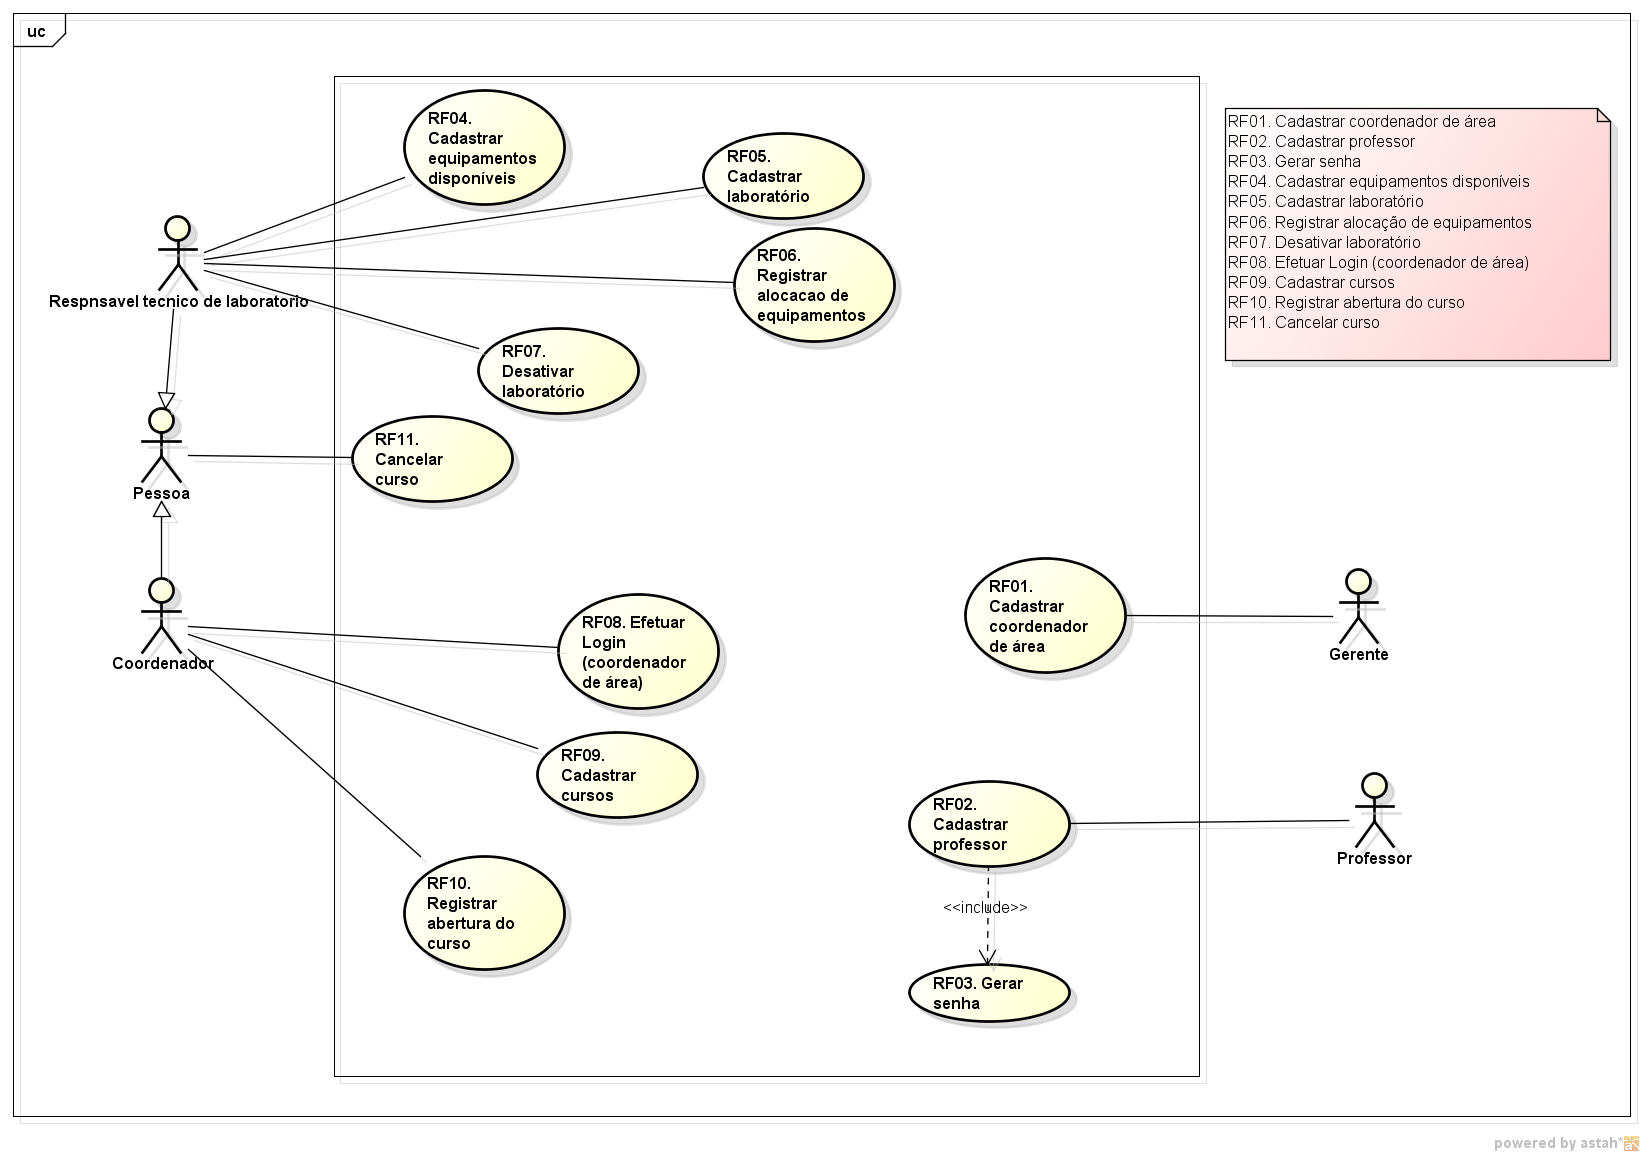 uc
RF04.
Cadastrar
equipamentos
disponíveis
RF05.
Cadastrar
laboratório
RF06.
Registrar
alocacao de
equipamentos
RF07.
Desativar
laboratório
Respnsavel tecnico de laboratorio
RF01. Cadastrar coordenador de área
RF02. Cadastrar professor
RF03. Gerar senha
RF04. Cadastrar equipamentos disponíveis
RF05. Cadastrar laboratório
RF06. Registrar alocação de equipamentos
RF07. Desativar laboratório
RF08. Efetuar Login (coordenador de área)
RF09. Cadastrar cursos
RF10. Registrar abertura do curso
RF11. Cancelar curso
RF11.
Cancelar
curso
Pessoa
RF08. Efetuar
Login
(coordenador
de área)
Coordenador
RF01.
Cadastrar
coordenador
de área
Gerente
RF09.
Cadastrar
cursos
RF02.
Cadastrar
professor
Professor
RF10.
Registrar
abertura do
curso
<<include>>
RF03. Gerar
senha
powered by astah*